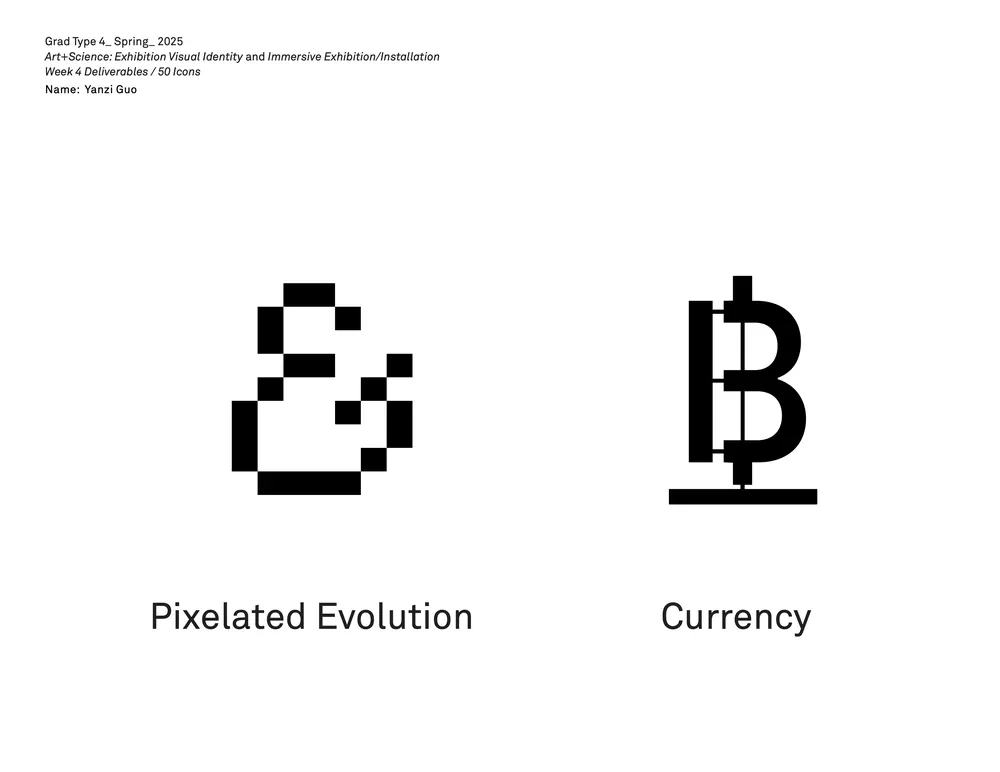 Grad Type 4_ Spring_ 2025
Art+Science: Exhibition Visual Identity and Immersive Exhibition/Installation
Week 4 Deliverables / 50 Icons
Name: Yanzi Guo
& B
Pixelated Evolution Currency